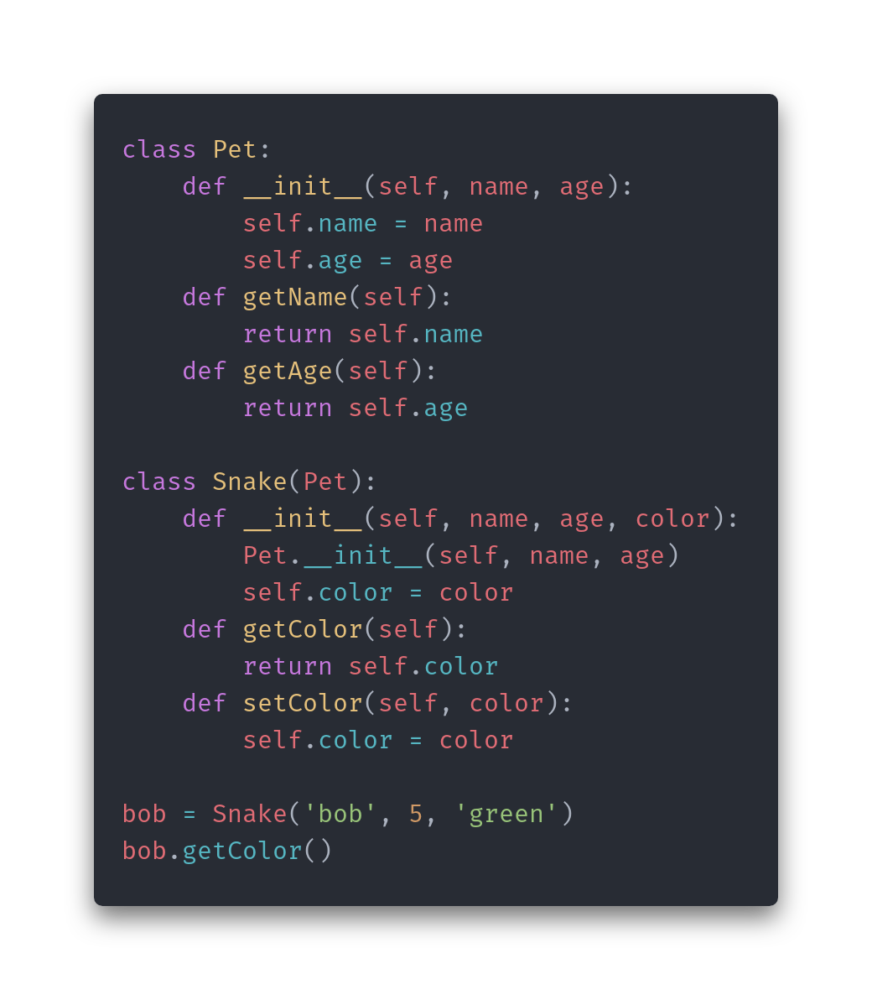 class Pet:
    def __init__(self, name, age):
        self.name = name
        self.age = age
    def getName(self):
        return self.name
    def getAge(self):
        return self.age

class Snake(Pet):
    def __init__(self, name, age, color):
        Pet.__init__(self, name, age)
        self.color = color
    def getColor(self):
        return self.color
    def setColor(self, color):
        self.color = color

bob = Snake('bob', 5, 'green')
bob.getColor()